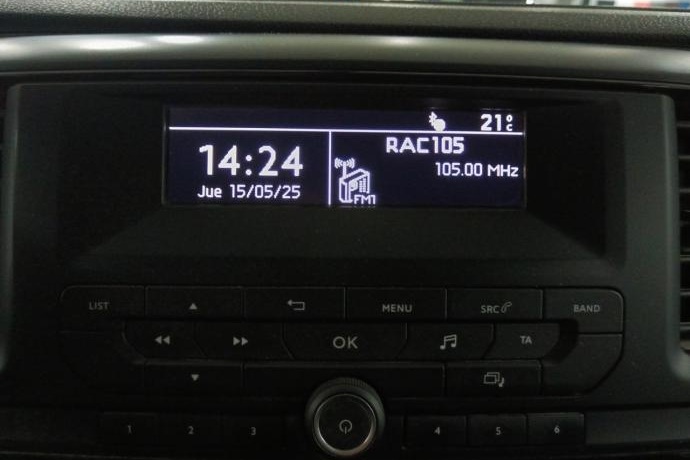 21°C
RAC105
14:24
105.00 MHz
Jue 15/05/25
FM1
LIST
MENU
SRC
BAND
OK
TA
1 2 3 4 5 6